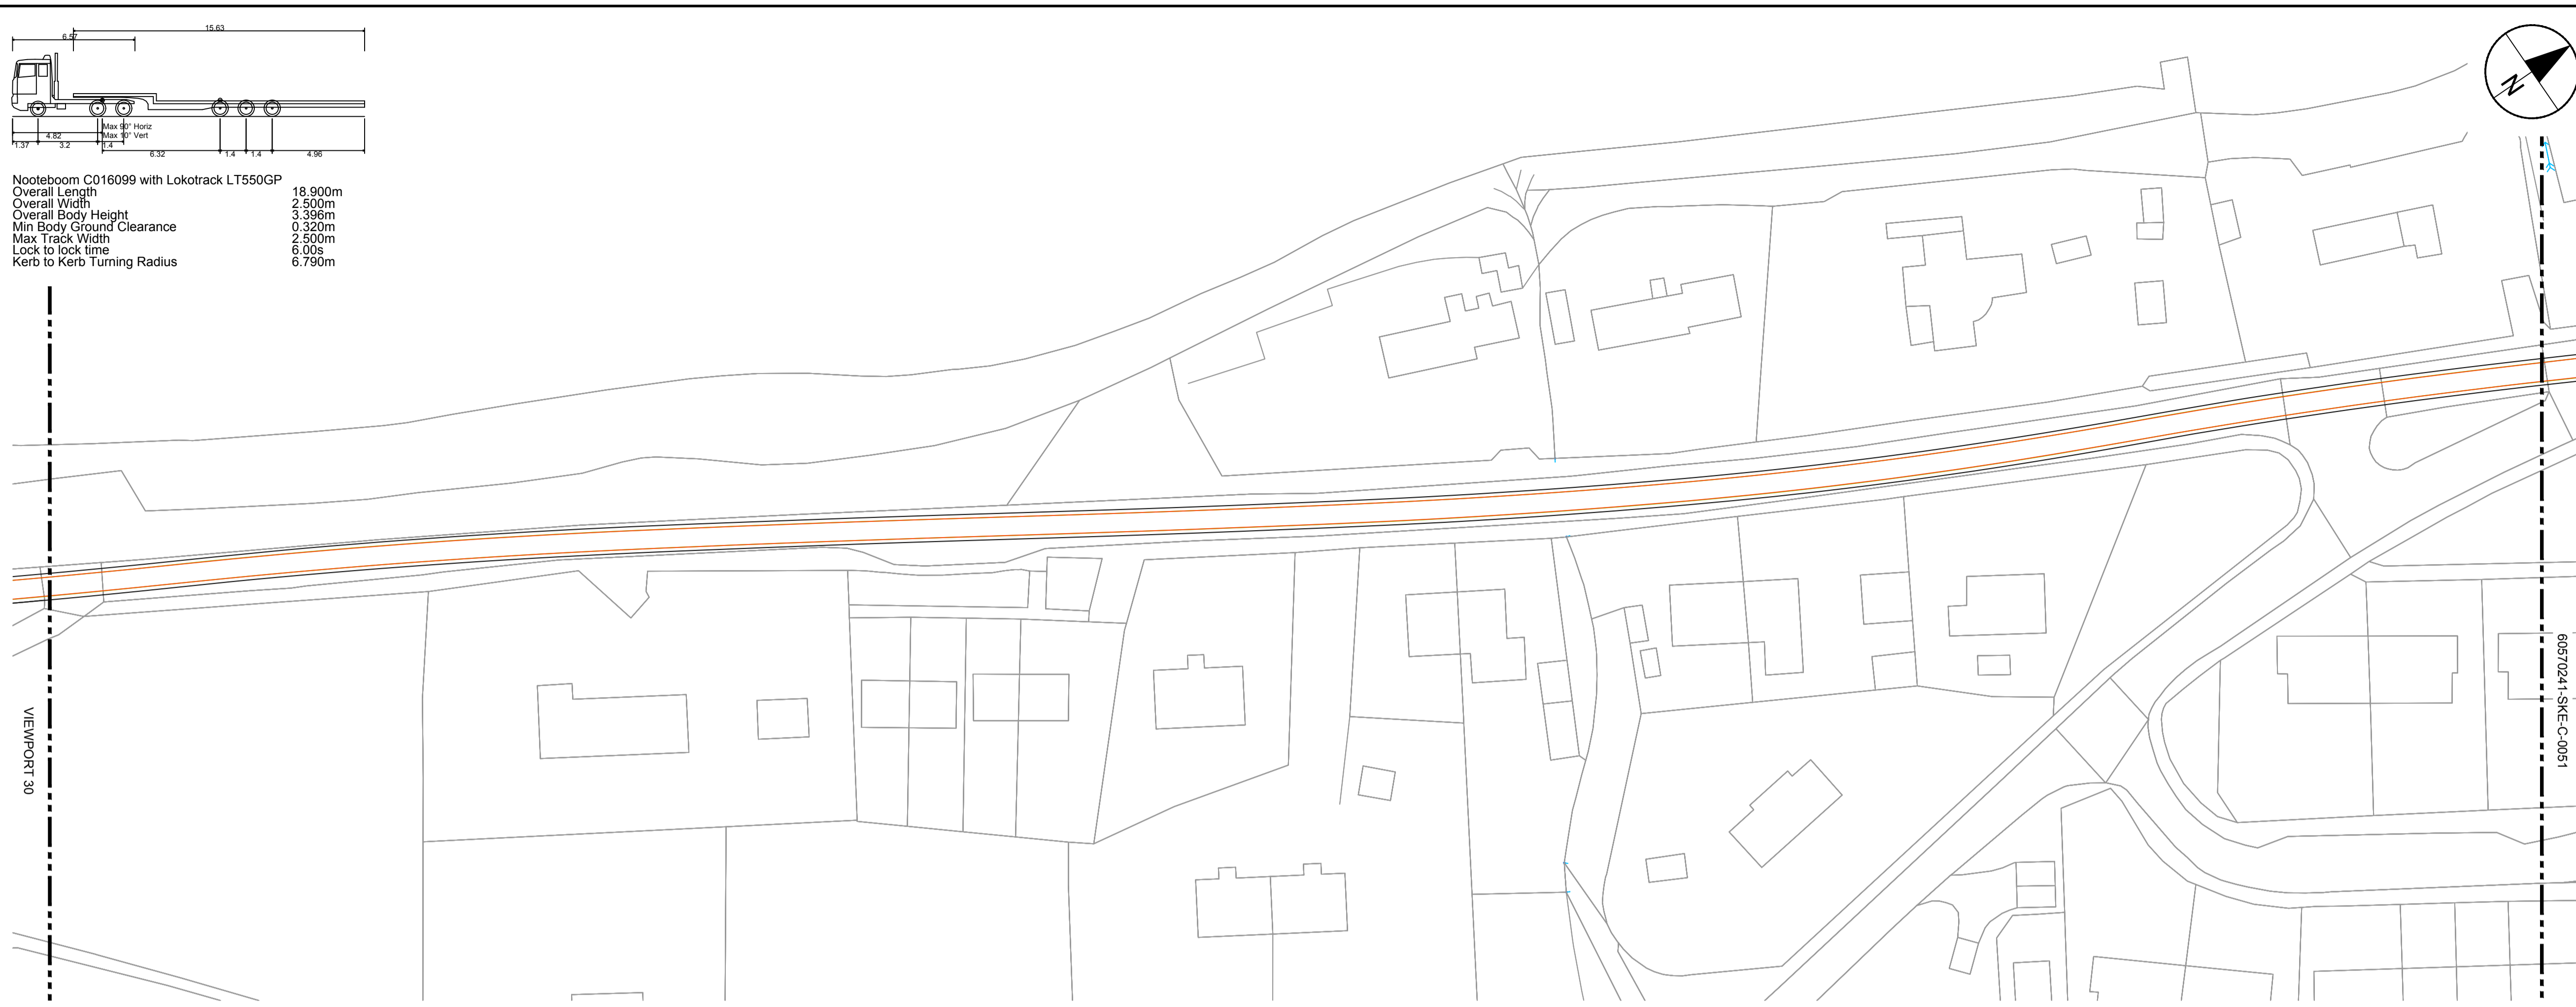 15.63
6.57
Max 90° Horiz
4.82
Max 10° Vert
1.37
3.2
1.4
6.32
1.4
1.4
4.96
Nooteboom C016099 with Lokotrack LT550GP
Overall Length 18.900m
Overall Width 2.500m
Overall Body Height 3.396m
Min Body Ground Clearance 0.320m
Max Track Width 2.500m
Lock to lock time 6.00s
Kerb to Kerb Turning Radius 6.790m
N
VIEWPORT 30
60570241-SKE-C-0051